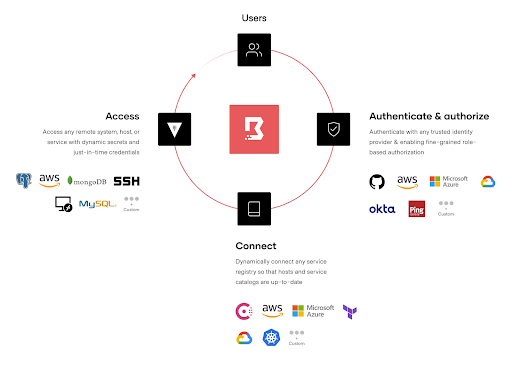 Users
Access
Access any remote system, host, or
service with dynamic secrets and
just-in-time credentials
aws
mongoDB
SSH
MySQL
+
Custom
Authenticate & authorize
Authenticate with any trusted identity
provider & enabling fine-grained role-
based authorization
aws
Microsoft
Azure
okta
Ping
+
Custom
Connect
Dynamically connect any service
registry so that hosts and service
catalogs are up-to-date
aws
Microsoft
Azure
+
Custom